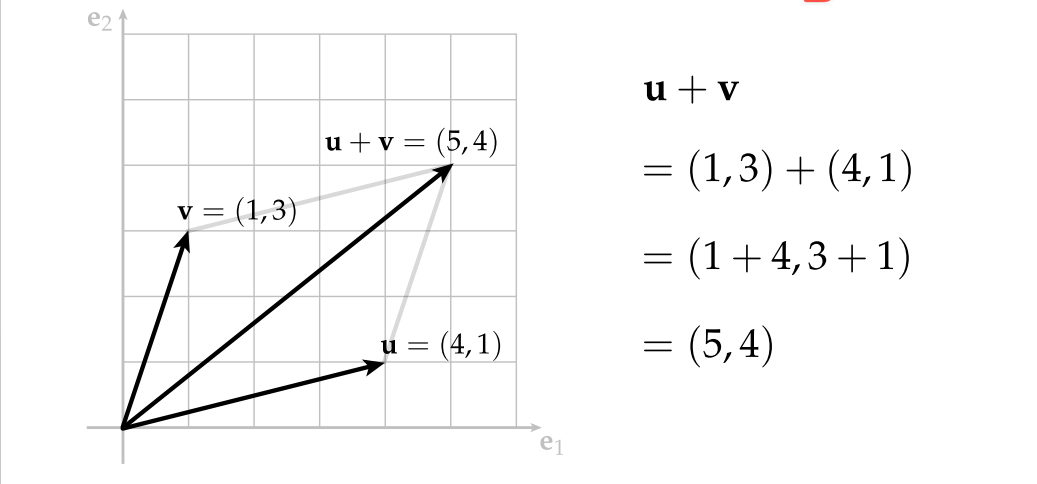 e₂
u + v = (5, 4)
v = (1, 3)
u = (4, 1)
e₁
u + v
= (1, 3) + (4, 1)
= (1 + 4, 3 + 1)
= (5, 4)